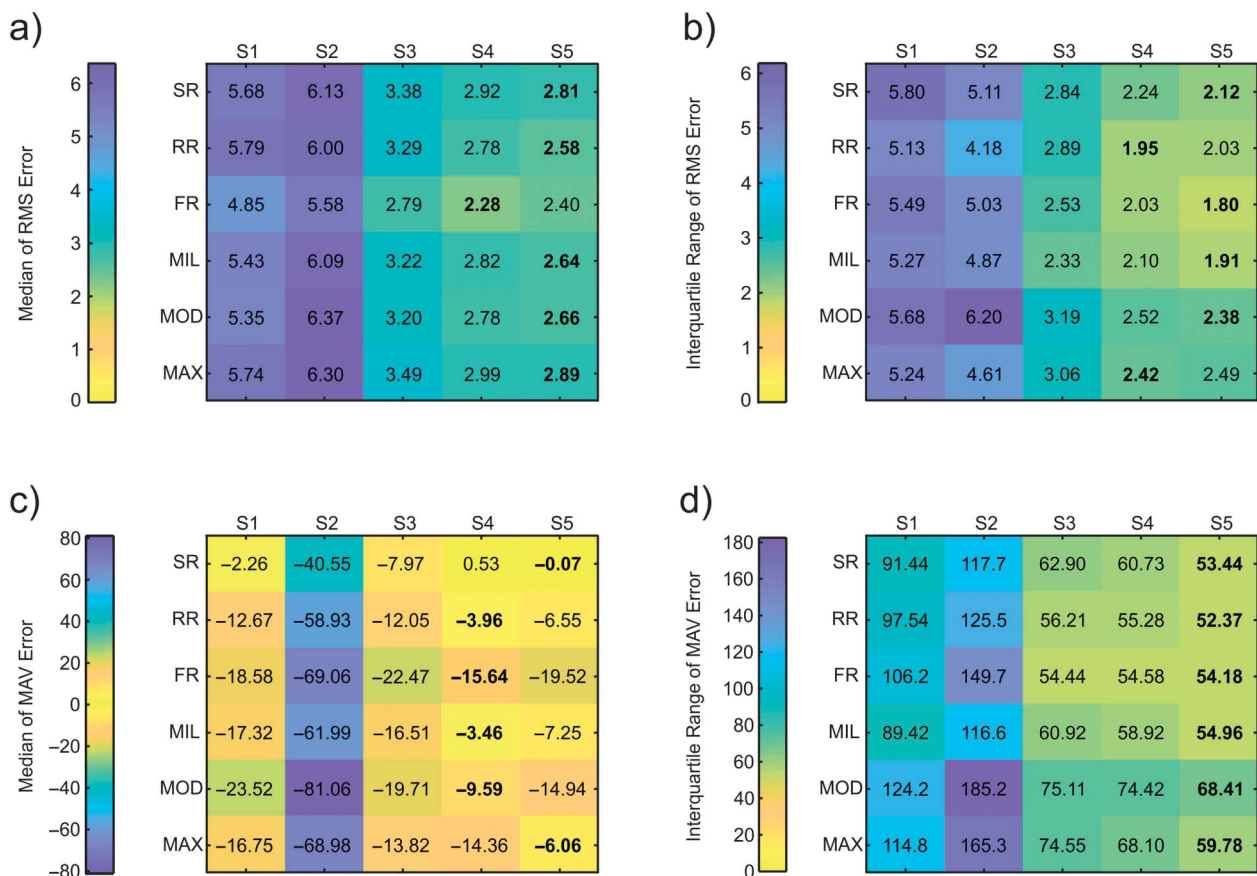 a)
S1 S2 S3 S4 S5
Median of RMS Error
6
5
4
3
2
1
0
SR 5.68 6.13 3.38 2.92 2.81
RR 5.79 6.00 3.29 2.78 2.58
FR 4.85 5.58 2.79 2.28 2.40
MIL 5.43 6.09 3.22 2.82 2.64
MOD 5.35 6.37 3.20 2.78 2.66
MAX 5.74 6.30 3.49 2.99 2.89
b)
S1 S2 S3 S4 S5
Interquartile Range of RMS Error
6
5
4
3
2
1
0
SR 5.80 5.11 2.84 2.24 2.12
RR 5.13 4.18 2.89 1.95 2.03
FR 5.49 5.03 2.53 2.03 1.80
MIL 5.27 4.87 2.33 2.10 1.91
MOD 5.68 6.20 3.19 2.52 2.38
MAX 5.24 4.61 3.06 2.42 2.49
c)
S1 S2 S3 S4 S5
Median of MAV Error
80
60
40
20
0
−20
−40
−60
−80
SR −2.26 −40.55 −7.97 0.53 −0.07
RR −12.67 −58.93 −12.05 −3.96 −6.55
FR −18.58 −69.06 −22.47 −15.64 −19.52
MIL −17.32 −61.99 −16.51 −3.46 −7.25
MOD −23.52 −81.06 −19.71 −9.59 −14.94
MAX −16.75 −68.98 −13.82 −14.36 −6.06
d)
S1 S2 S3 S4 S5
Interquartile Range of MAV Error
180
160
140
120
100
80
60
40
20
0
SR 91.44 117.7 62.90 60.73 53.44
RR 97.54 125.5 56.21 55.28 52.37
FR 106.2 149.7 54.44 54.58 54.18
MIL 89.42 116.6 60.92 58.92 54.96
MOD 124.2 185.2 75.11 74.42 68.41
MAX 114.8 165.3 74.55 68.10 59.78